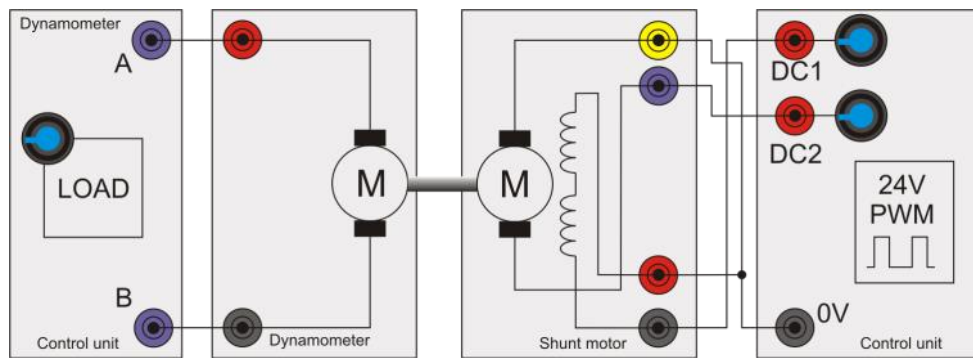 Dynamometer
A
LOAD
B
Control unit
M
Dynamometer
M
Shunt motor
DC1
DC2
24V
PWM
0V
Control unit